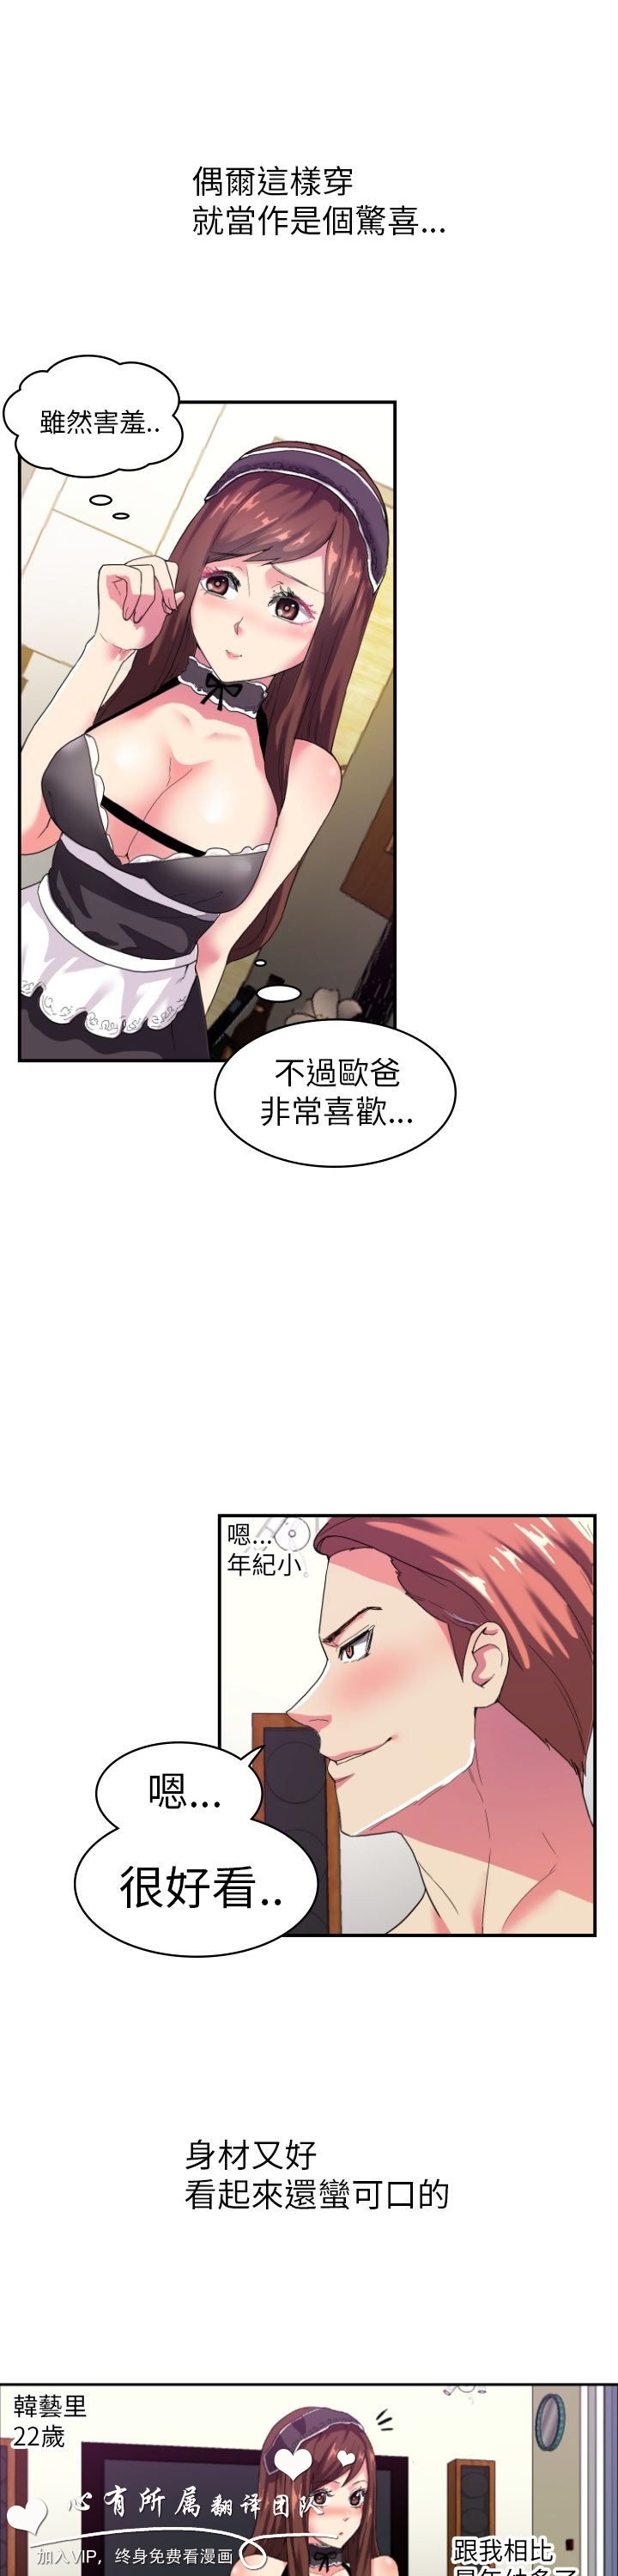 偶爾這樣穿
就當作是個驚喜...
雖然害羞..
不過歐爸
非常喜歡...
嗯...
年紀小
嗯...
很好看..
身材又好
看起來還蠻可口的
韓藝里
22歲
心有所属翻译团队
加入VIP，终身免费看漫画
跟我相比